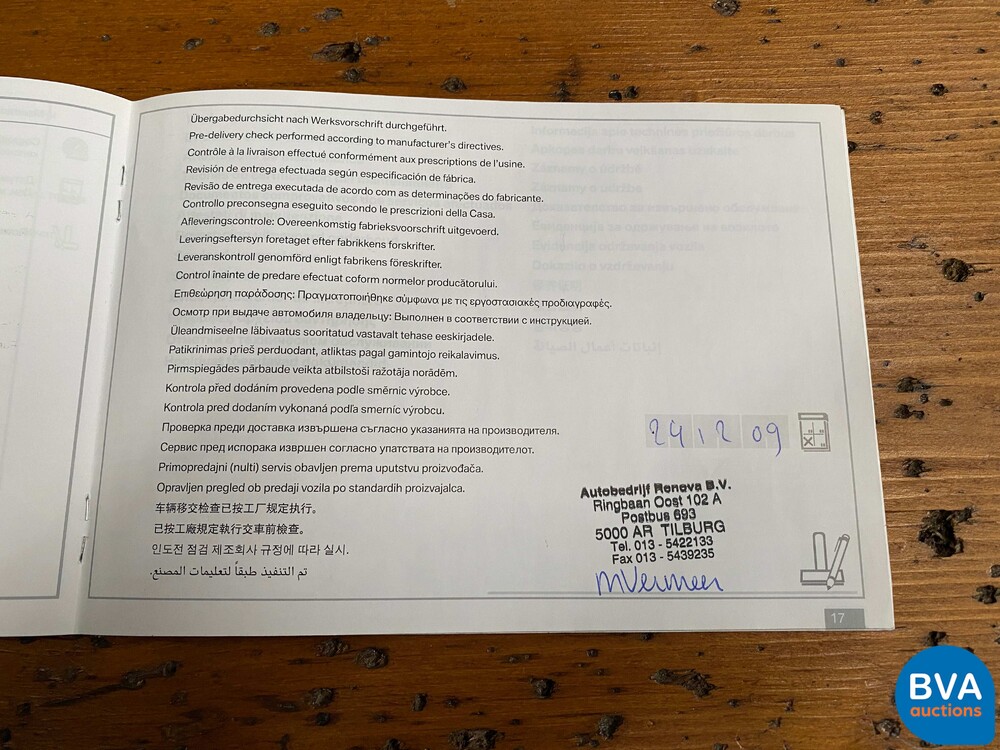 Übergabedurchsicht nach Werksvorschrift durchgeführt.
Pre-delivery check performed according to manufacturer's directives.
Contrôle à la livraison effectué conformément aux prescriptions de l'usine.
Revisión de entrega efectuada según especificación de fábrica.
Revisão de entrega executada de acordo com as determinações do fabricante.
Controllo preconsegna eseguito secondo le prescrizioni della Casa.
Afleveringscontrole: Overeenkomstig fabrieksvoorschrift uitgevoerd.
Leveringseftersyn foretaget efter fabrikkens forskrifter.
Leveranskontroll genomförd enligt fabrikens föreskrifter.
Control înainte de predare efectuat coform normelor producătorului.
Επιθεώρηση παράδοσης: Πραγματοποιήθηκε σύμφωνα με τις εργοστασιακές προδιαγραφές.
Осмотр при выдаче автомобиля владельцу: Выполнен в соответствии с инструкцией.
Üleandmiseelne läbivaatus sooritatud vastavalt tehase eeskirjadele.
Patikrinimas prieš perduodant, atliktas pagal gamintojo reikalavimus.
Pirmspiegādes pārbaude veikta atbilstoši ražotāja norādēm.
Kontrola před dodáním provedena podle směrnic výrobce.
Kontrola pred dodaním vykonaná podľa smerníc výrobcu.
Проверка преди доставка извършена съгласно указанията на производителя.
Сервис пред испорака извршен согласно упатствата на производителот.
Primopredajni (nulti) servis obavljen prema uputstvu proizvođača.
Opravljen pregled ob predaji vozila po standardih proizvajalca.
车辆移交检查已按工厂规定执行。
已按工廠規定執行交車前檢查。
인도전 점검 제조회사 규정에 따라 실시.
تم التنفيذ طبقاً لتعليمات المصنع.
24 12 09
Autobedrijf Renova B.V.
Ringbaan Oost 102 A
Postbus 693
5000 AR TILBURG
Tel. 013 - 5422133
Fax 013 - 5439235
MVermeer
17
BVA
auctions